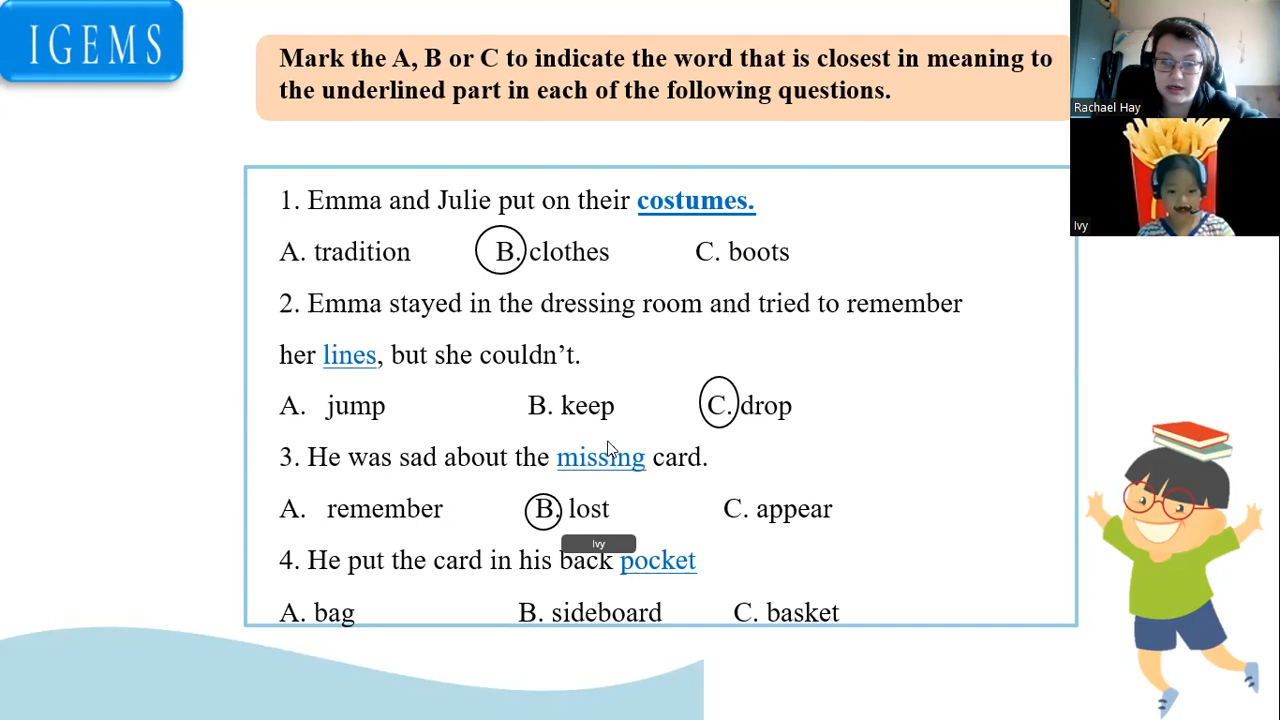 IGEMS
Mark the A, B or C to indicate the word that is closest in meaning to
the underlined part in each of the following questions.
Rachael Hay
Ivy
1. Emma and Julie put on their costumes.
A. tradition B. clothes C. boots
2. Emma stayed in the dressing room and tried to remember
her lines, but she couldn’t.
A. jump B. keep C. drop
3. He was sad about the missing card.
A. remember B. lost C. appear
Ivy
4. He put the card in his back pocket
A. bag B. sideboard C. basket